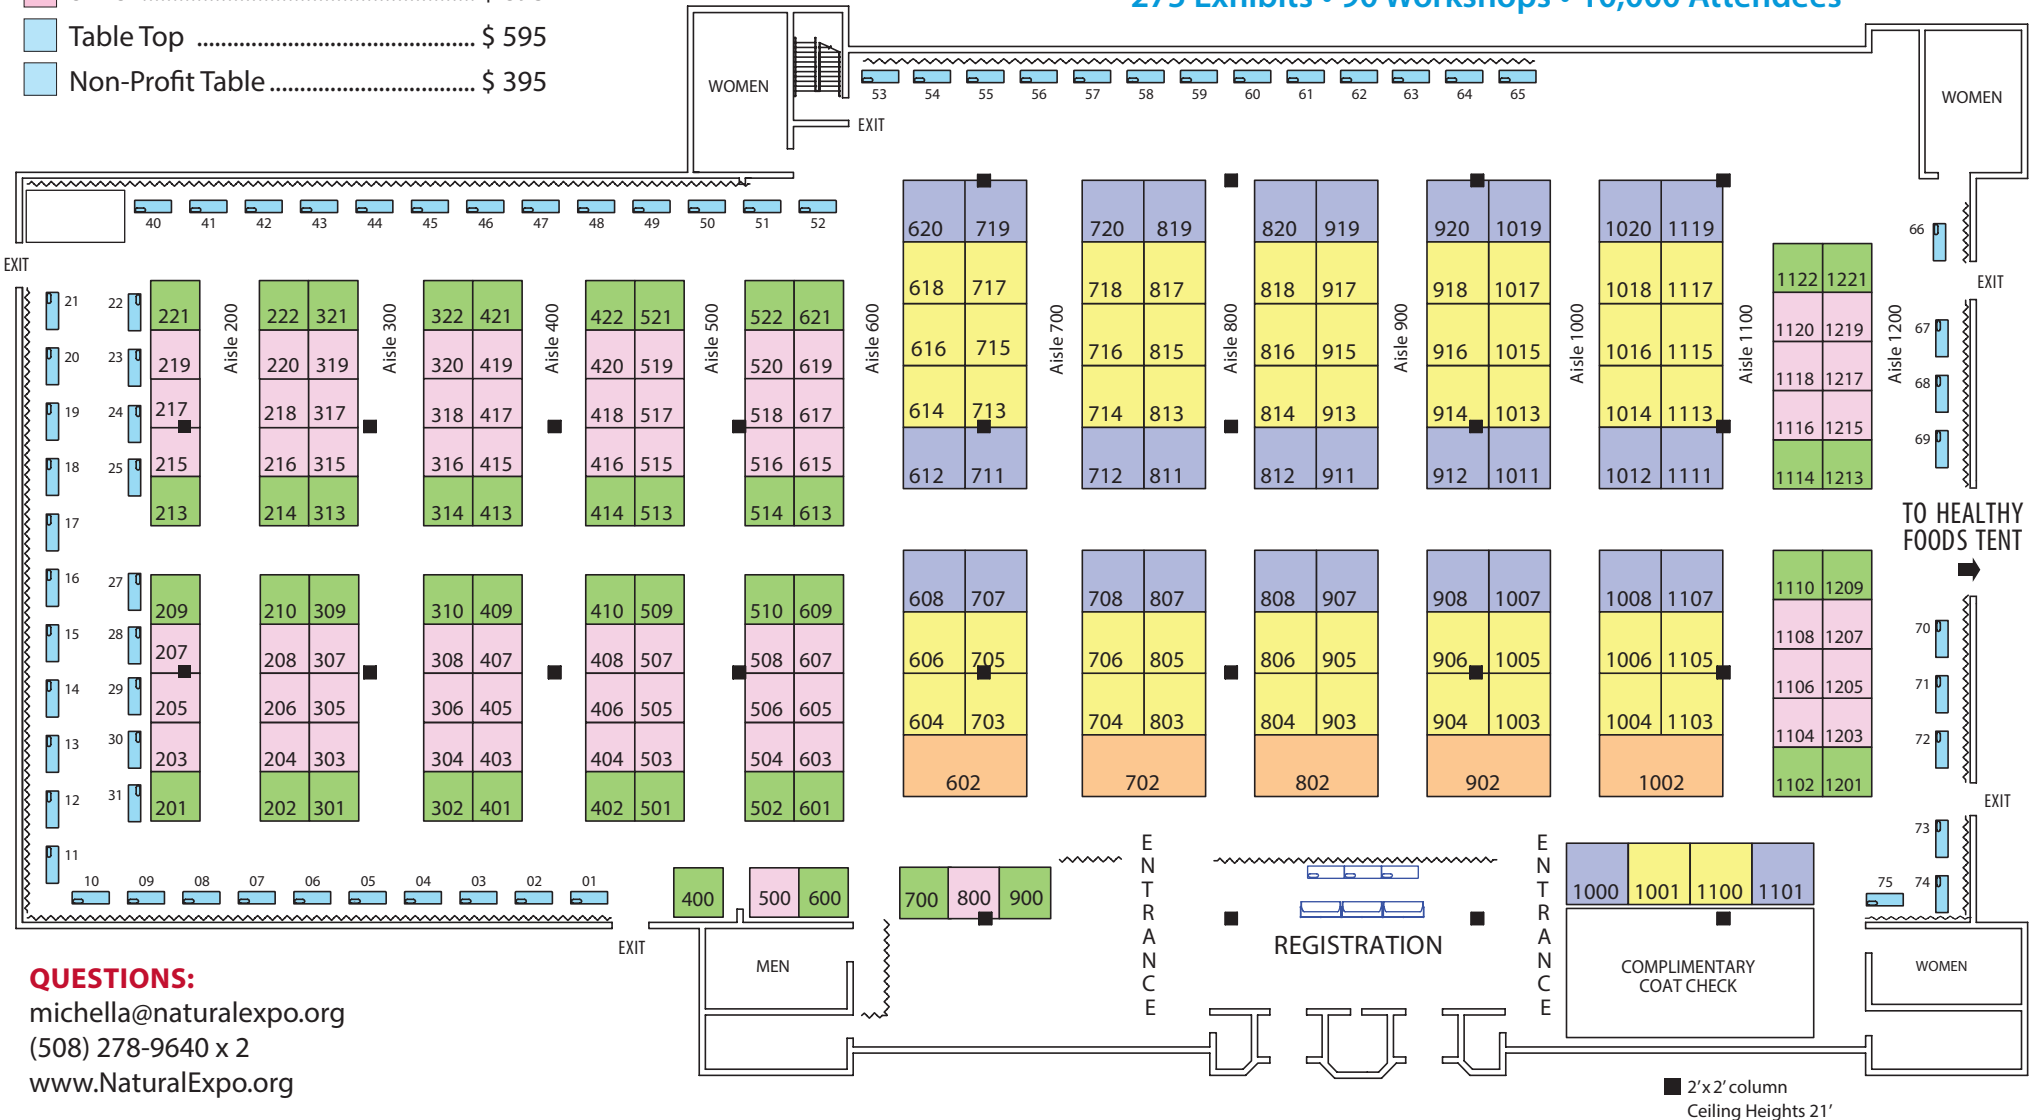 Table Top ................................................ $ 595
Non-Profit Table .................................... $ 395
WOMEN
EXIT
53 54 55 56 57 58 59 60 61 62 63 64 65
WOMEN
40 41 42 43 44 45 46 47 48 49 50 51 52
EXIT
66
EXIT
620 719 720 819 820 919 920 1019 1020 1119
618 717 718 817 818 917 918 1017 1018 1117
616 715 716 815 816 915 916 1015 1016 1115
614 713 714 813 814 913 914 1013 1014 1113
612 711 712 811 812 911 912 1011 1012 1111
1122 1221
1120 1219
1118 1217
1116 1215
1114 1213
Aisle 200
Aisle 300
Aisle 400
Aisle 500
Aisle 600
Aisle 700
Aisle 800
Aisle 900
Aisle 1000
Aisle 1100
Aisle 1200
21 22
20 23
19 24
18 25
17
16 27
15 28
14 29
13 30
12 31
11
221 222 321 322 421 422 521 522 621
219 220 319 320 419 420 519 520 619
217 218 317 318 417 418 517 518 617
215 216 315 316 415 416 515 516 615
213 214 313 314 413 414 513 514 613
67
68
69
TO HEALTHY
FOODS TENT
209 210 309 310 409 410 509 510 609
207 208 307 308 407 408 507 508 607
205 206 305 306 405 406 505 506 605
203 204 303 304 403 404 503 504 603
201 202 301 302 401 402 501 502 601
608 707 708 807 808 907 908 1007 1008 1107
606 705 706 805 806 905 906 1005 1006 1105
604 703 704 803 804 903 904 1003 1004 1103
602 702 802 902 1002
1110 1209
1108 1207
1106 1205
1104 1203
1102 1201
70
71
72
EXIT
73
74
75
10 09 08 07 06 05 04 03 02 01
400 500 600 700 800 900
ENTRANCE
REGISTRATION
ENTRANCE
1000 1001 1100 1101
COMPLIMENTARY
COAT CHECK
WOMEN
EXIT
MEN
QUESTIONS:
michella@naturalexpo.org
(508) 278-9640 x 2
www.NaturalExpo.org
2'x 2' column
Ceiling Heights 21'